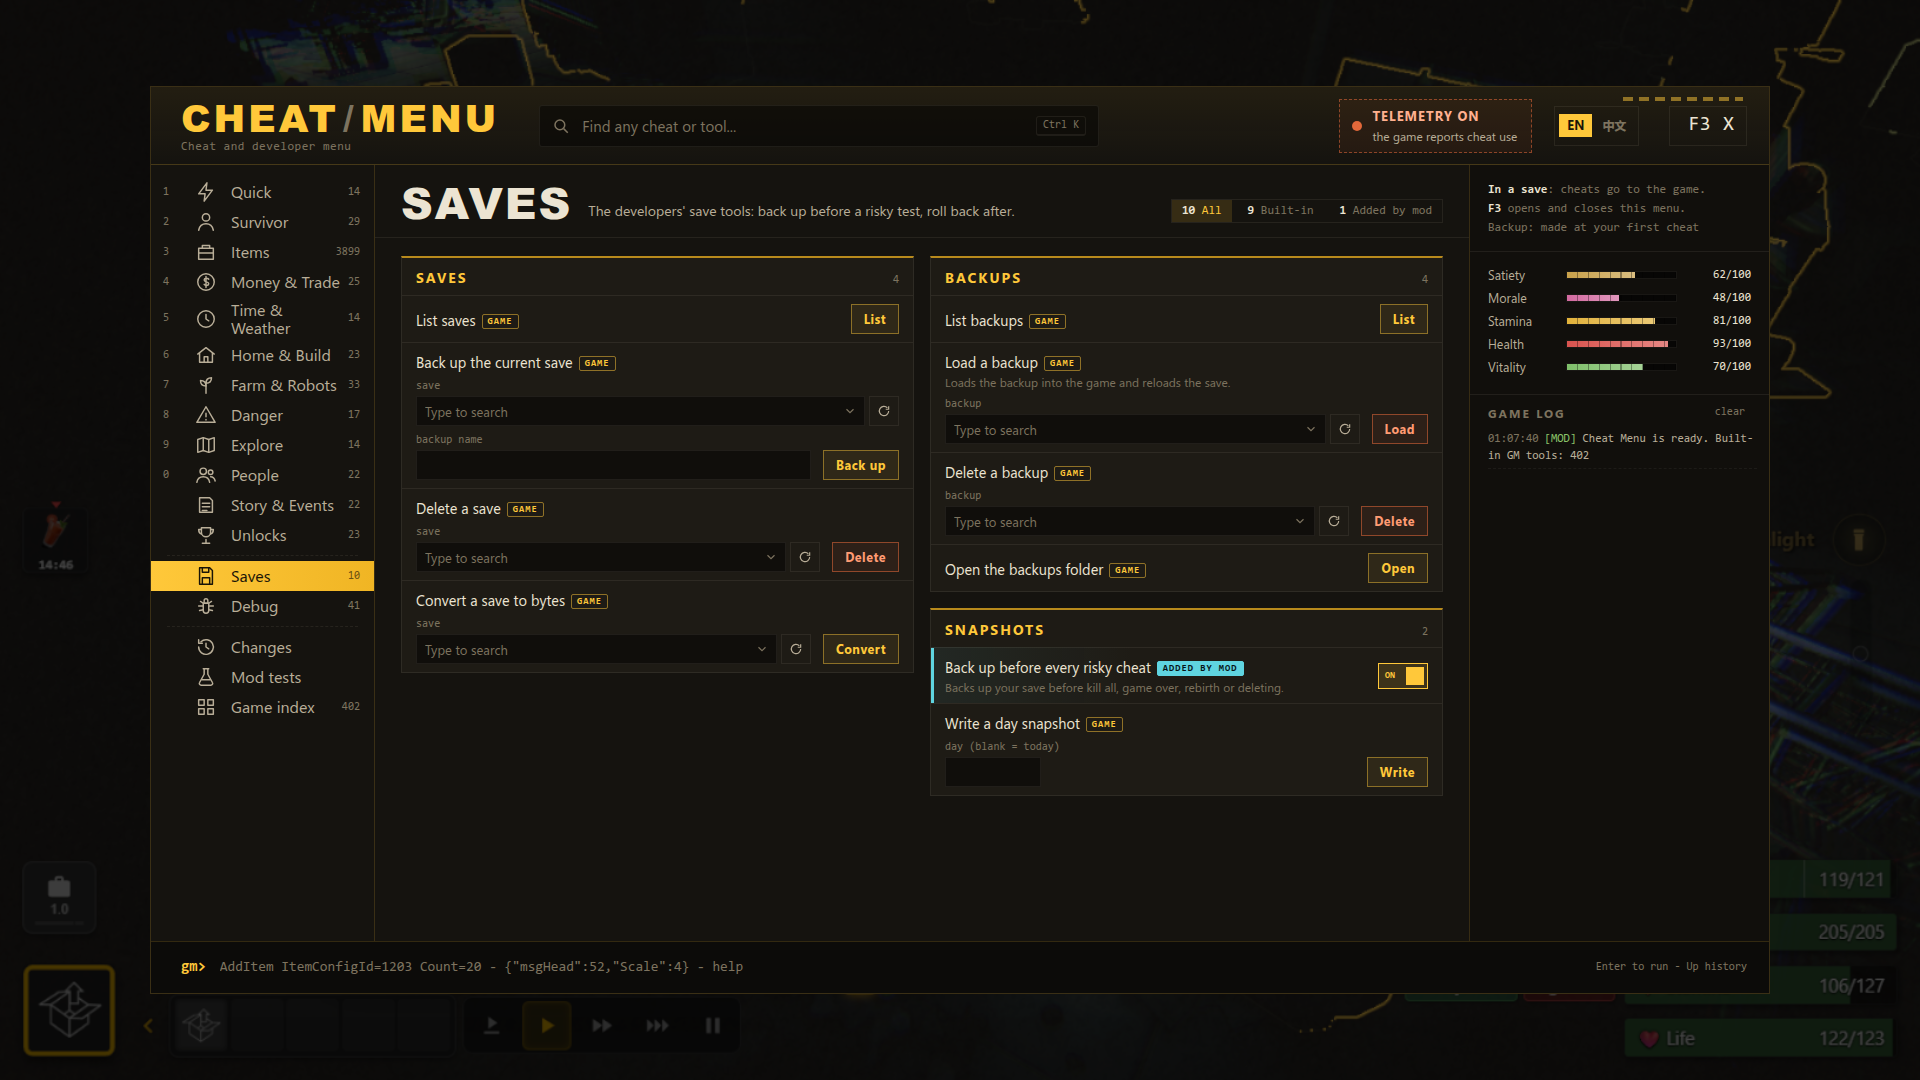 CHEAT/MENU
Cheat and developer menu
Find any cheat or tool...
Ctrl K
TELEMETRY ON
the game reports cheat use
EN 中文
F3 X
1 Quick 14
2 Survivor 29
3 Items 3899
4 Money & Trade 25
5 Time & Weather 14
6 Home & Build 23
7 Farm & Robots 33
8 Danger 17
9 Explore 14
0 People 22
Story & Events 22
Unlocks 23
Saves 10
Debug 41
Changes
Mod tests
Game index 402
SAVES
The developers' save tools: back up before a risky test, roll back after.
10 All 9 Built-in 1 Added by mod
SAVES 4
List saves GAME List
Back up the current save GAME
save
Type to search
backup name
Back up
Delete a save GAME
save
Type to search
Delete
Convert a save to bytes GAME
save
Type to search
Convert
BACKUPS 4
List backups GAME List
Load a backup GAME
Loads the backup into the game and reloads the save.
backup
Type to search
Load
Delete a backup GAME
backup
Type to search
Delete
Open the backups folder GAME Open
SNAPSHOTS 2
Back up before every risky cheat ADDED BY MOD
Backs up your save before kill all, game over, rebirth or deleting.
ON
Write a day snapshot GAME
day (blank = today)
Write
In a save: cheats go to the game.
F3 opens and closes this menu.
Backup: made at your first cheat
Satiety 62/100
Morale 48/100
Stamina 81/100
Health 93/100
Vitality 70/100
GAME LOG clear
01:07:40 [MOD] Cheat Menu is ready. Built-
in GM tools: 402
gm> AddItem ItemConfigId=1203 Count=20 - {"msgHead":52,"Scale":4} - help
Enter to run - Up history
14:46
1.0
light
119/121
205/205
106/127
Life 122/123